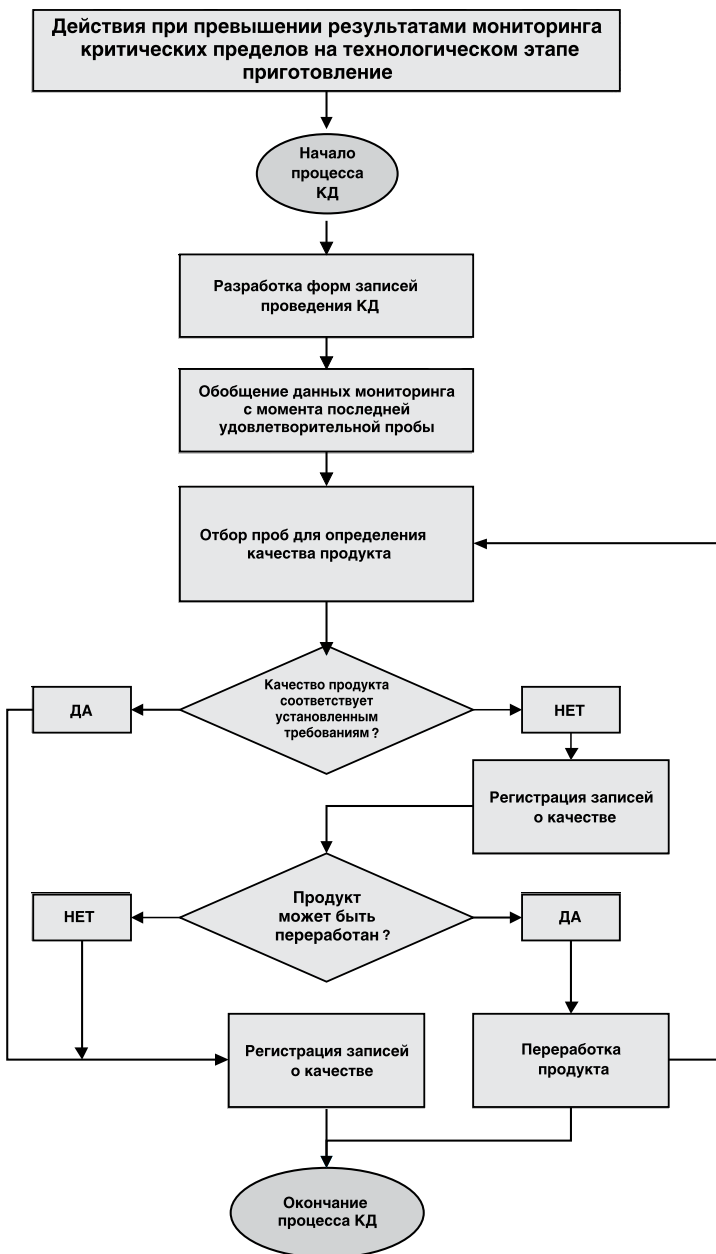 Действия при превышении результатами мониторинга
критических пределов на технологическом этапе
приготовление
Начало
процесса
КД
Разработка форм записей
проведения КД
Обобщение данных мониторинга
с момента последней
удовлетворительной пробы
Отбор проб для определения
качества продукта
Качество продукта
соответствует
установленным
требованиям?
ДА
НЕТ
Регистрация записей
о качестве
Продукт
может быть
переработан?
НЕТ
ДА
Регистрация записей
о качестве
Переработка
продукта
Окончание
процесса КД